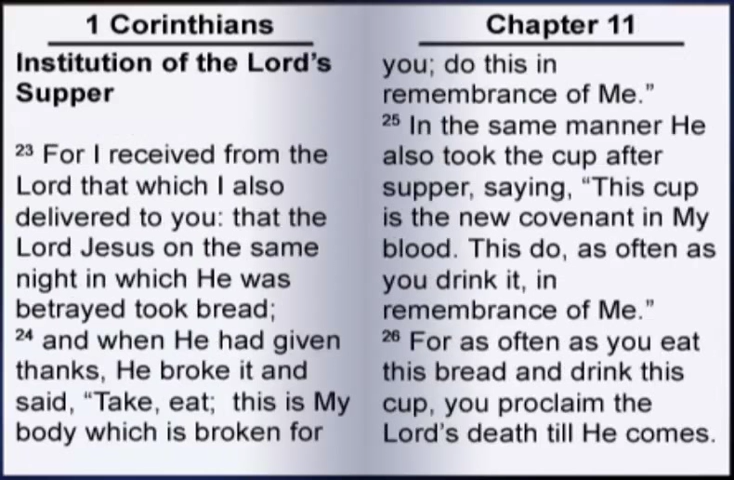 1 Corinthians
Institution of the Lord's
Supper
²³ For I received from the
Lord that which I also
delivered to you: that the
Lord Jesus on the same
night in which He was
betrayed took bread;
²⁴ and when He had given
thanks, He broke it and
said, “Take, eat;  this is My
body which is broken for
Chapter 11
you; do this in
remembrance of Me.”
²⁵ In the same manner He
also took the cup after
supper, saying, “This cup
is the new covenant in My
blood. This do, as often as
you drink it, in
remembrance of Me.”
²⁶ For as often as you eat
this bread and drink this
cup, you proclaim the
Lord's death till He comes.